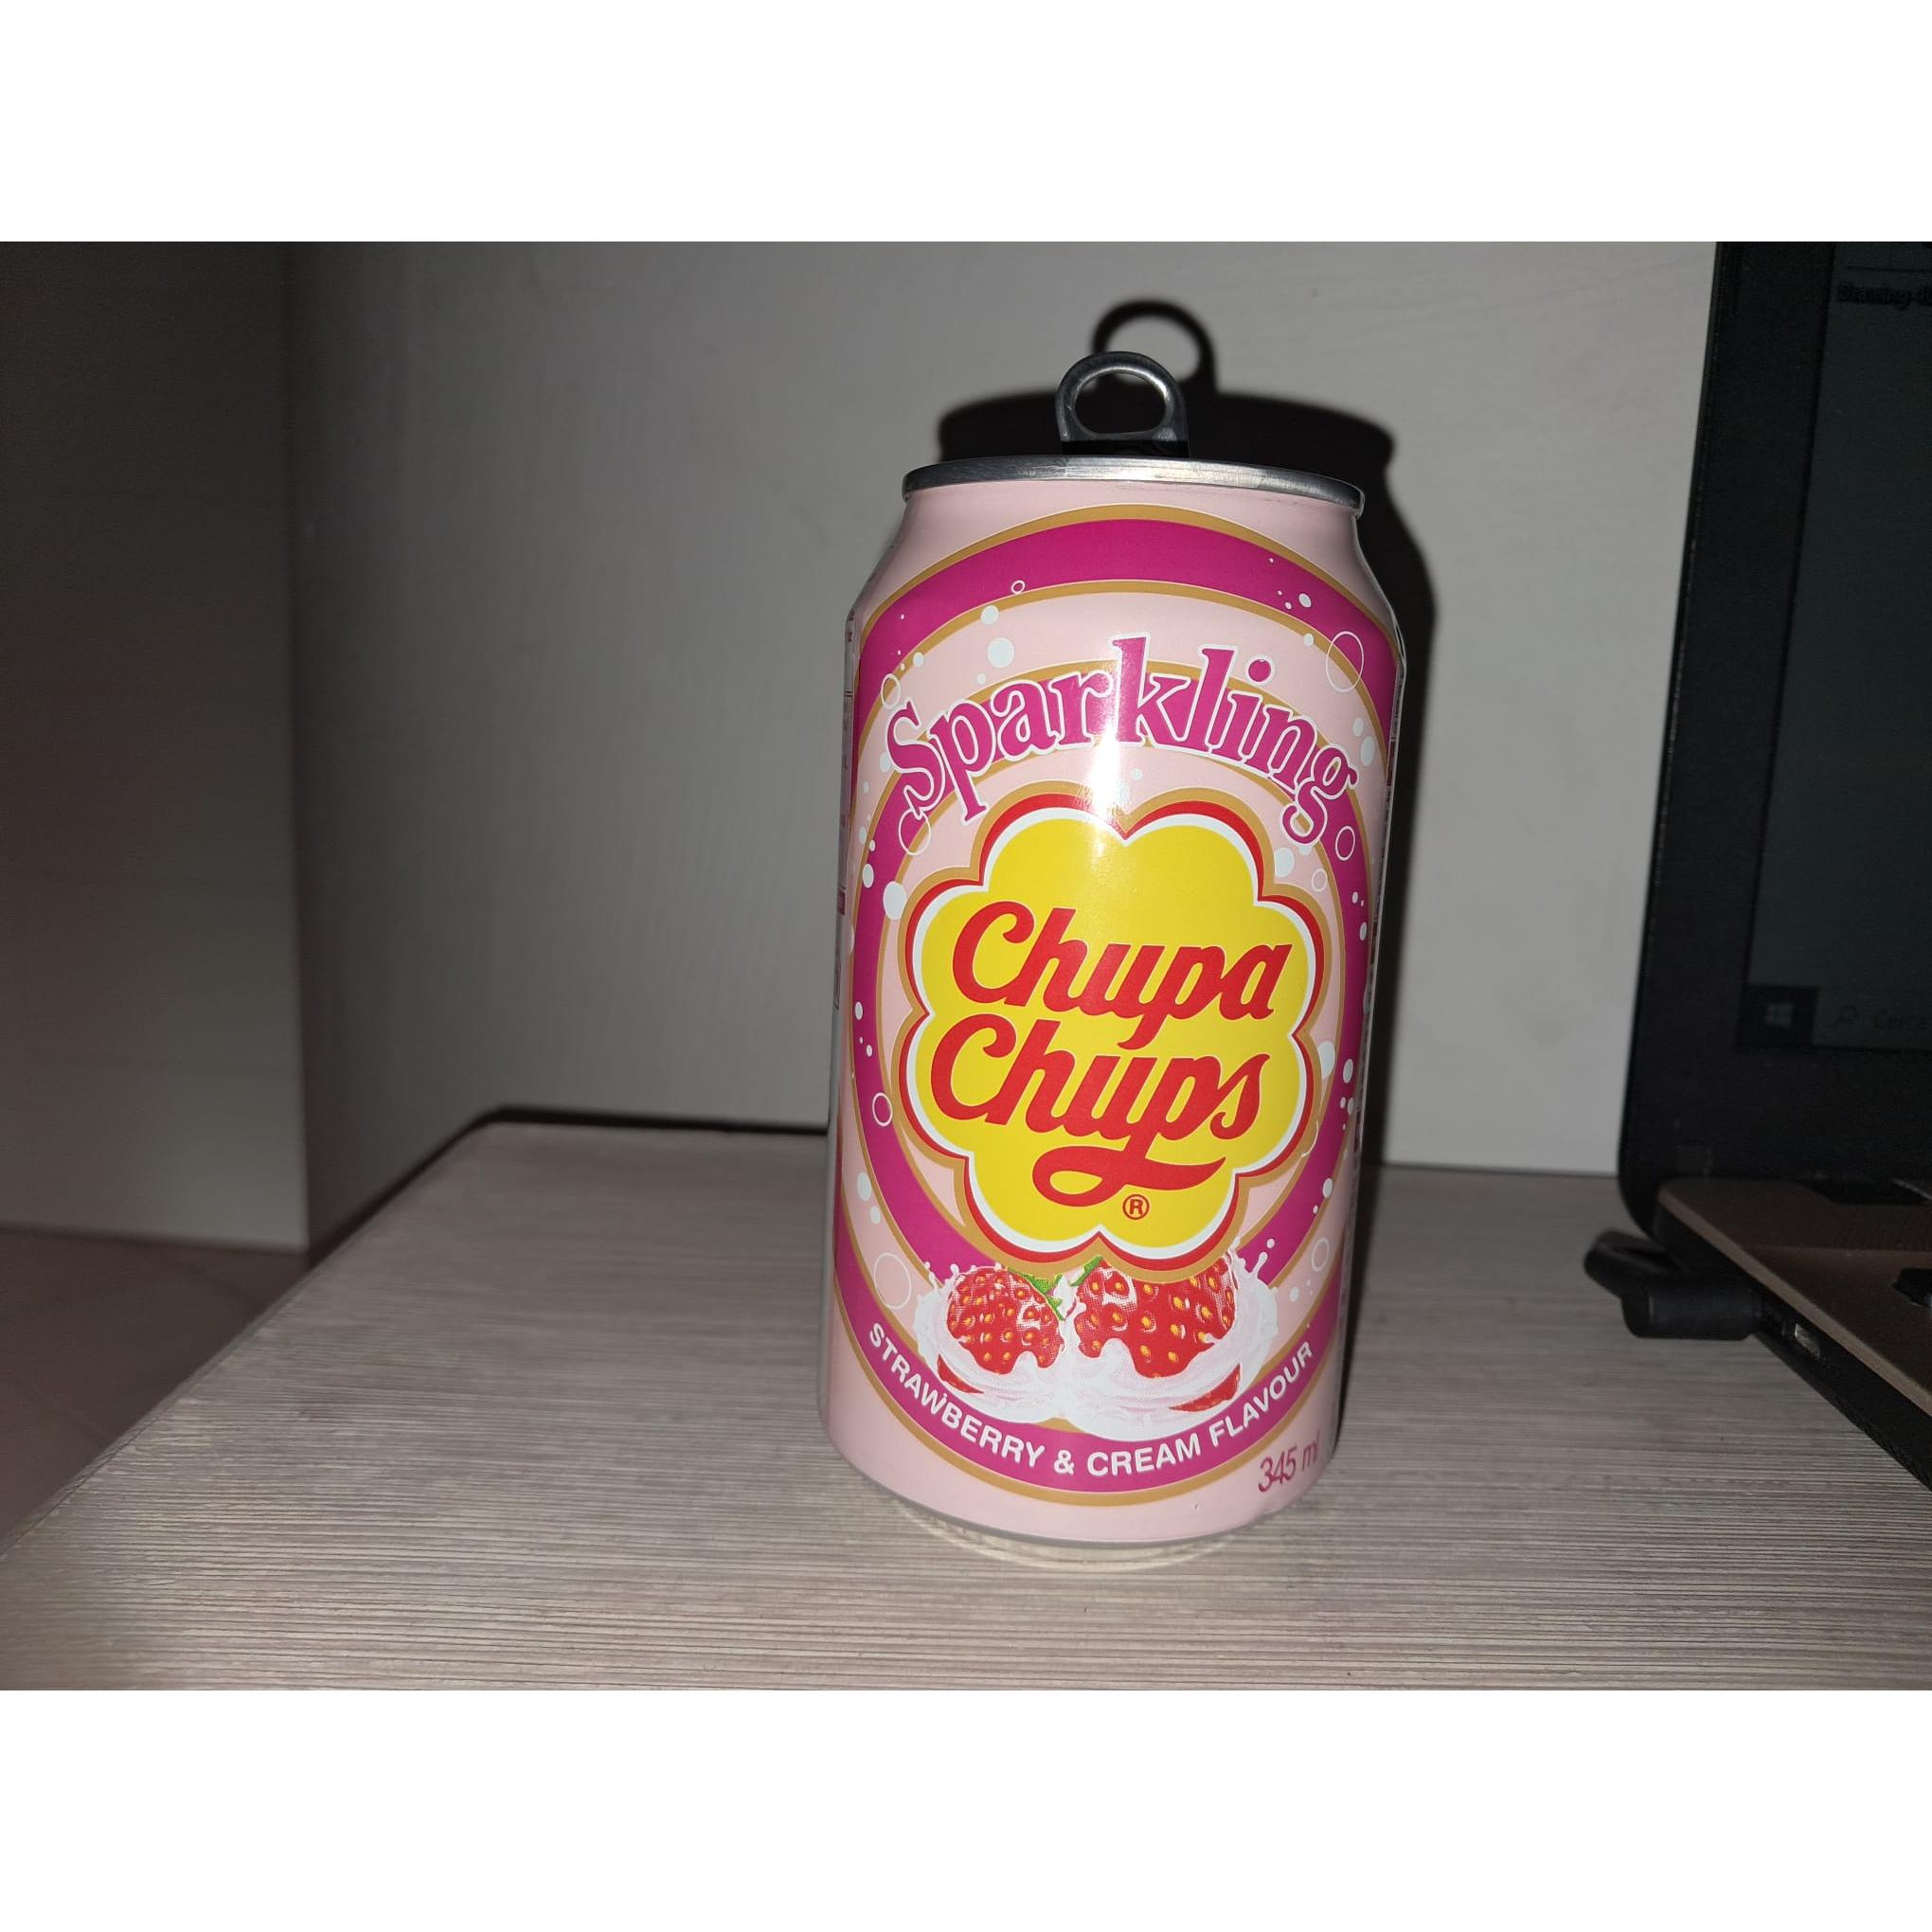 Sparkling
Chupa
Chups
®
STRAWBERRY & CREAM FLAVOUR
345 ml